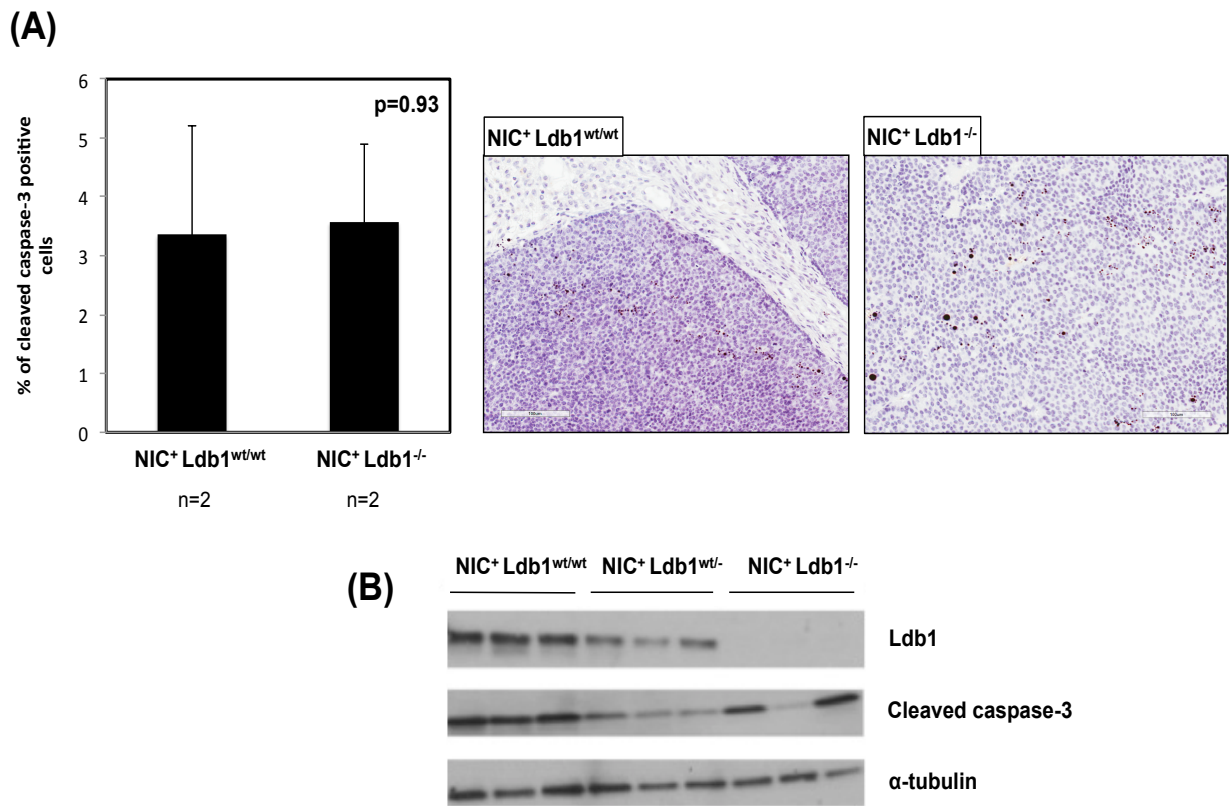 (A)
% of cleaved caspase-3 positive
cells
6
5
4
3
2
1
0
p=0.93
NIC⁺ Ldb1ʷᵗ/ʷᵗ
NIC⁺ Ldb1⁻/⁻
n=2
n=2
NIC⁺ Ldb1ʷᵗ/ʷᵗ
100um
NIC⁺ Ldb1⁻/⁻
100um
(B)
NIC⁺ Ldb1ʷᵗ/ʷᵗ
NIC⁺ Ldb1ʷᵗ/⁻
NIC⁺ Ldb1⁻/⁻
Ldb1
Cleaved caspase-3
α-tubulin